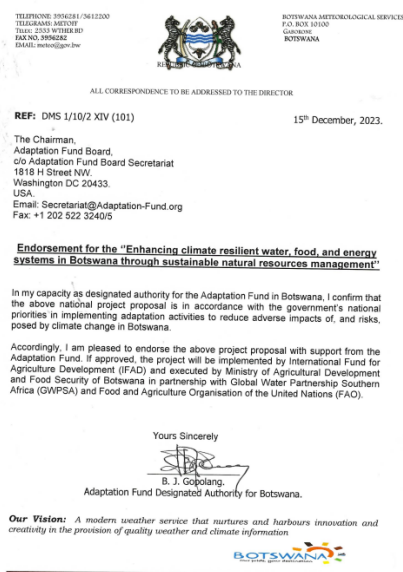 TELEPHONE: 3956281/3612200
TELEGRAMS: METOFF
TELEX: 2353 WTHER BD
FAX NO, 3956282
EMAIL: meteo@gov.bw
BOTSWANA METEOROLOGICAL SERVICES
P.O. BOX 10100
GABORONE
BOTSWANA
REPUBLIC OF BOTSWANA
ALL CORRESPONDENCE TO BE ADDRESSED TO THE DIRECTOR
REF: DMS 1/10/2 XIV (101)
15th December, 2023.
The Chairman,
Adaptation Fund Board,
c/o Adaptation Fund Board Secretariat
1818 H Street NW.
Washington DC 20433.
USA.
Email: Secretariat@Adaptation-Fund.org
Fax: +1 202 522 3240/5
Endorsement for the "Enhancing climate resilient water, food, and energy
systems in Botswana through sustainable natural resources management"
In my capacity as designated authority for the Adaptation Fund in Botswana, I confirm that
the above national project proposal is in accordance with the government's national
priorities in implementing adaptation activities to reduce adverse impacts of, and risks,
posed by climate change in Botswana.
Accordingly, I am pleased to endorse the above project proposal with support from the
Adaptation Fund. If approved, the project will be implemented by International Fund for
Agriculture Development (IFAD) and executed by Ministry of Agricultural Development
and Food Security of Botswana in partnership with Global Water Partnership Southern
Africa (GWPSA) and Food and Agriculture Organisation of the United Nations (FAO).
Yours Sincerely
B. J. Gopolang.
Adaptation Fund Designated Authority for Botswana.
Our Vision: A modern weather service that nurtures and harbours innovation and
creativity in the provision of quality weather and climate information
BOTSWANA